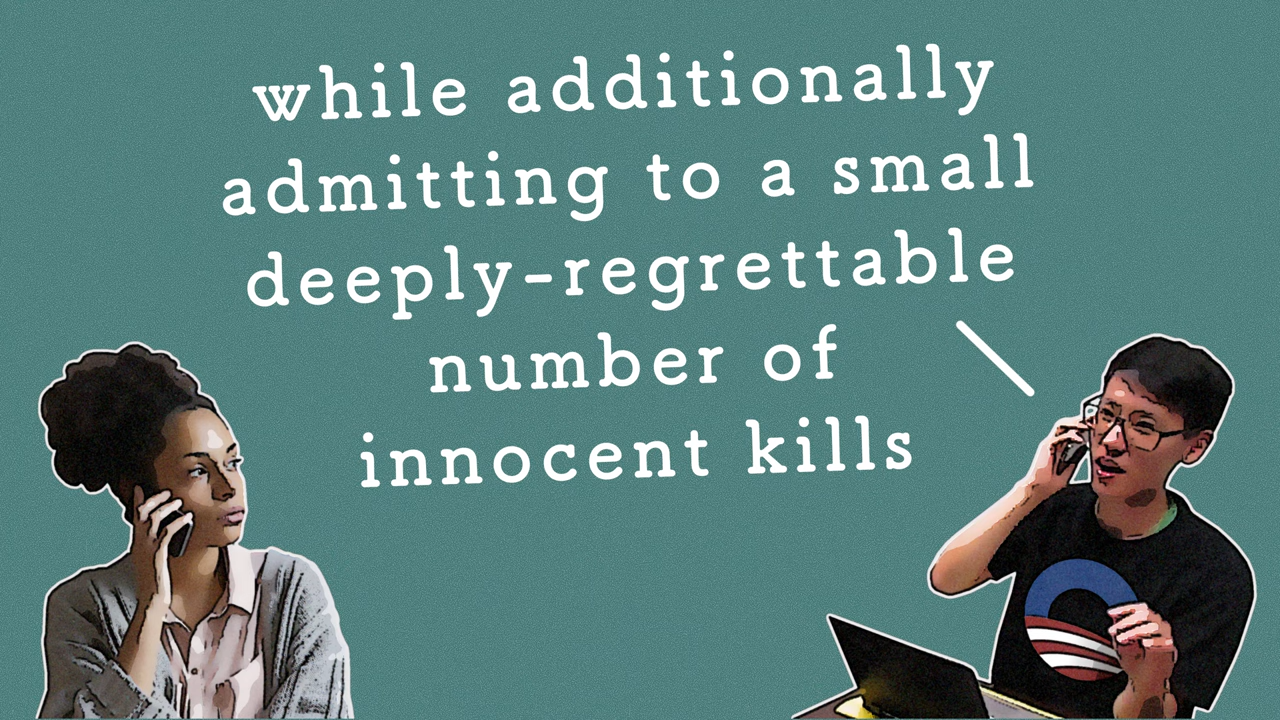 while additionally
admitting to a small
deeply-regrettable
number of
innocent kills